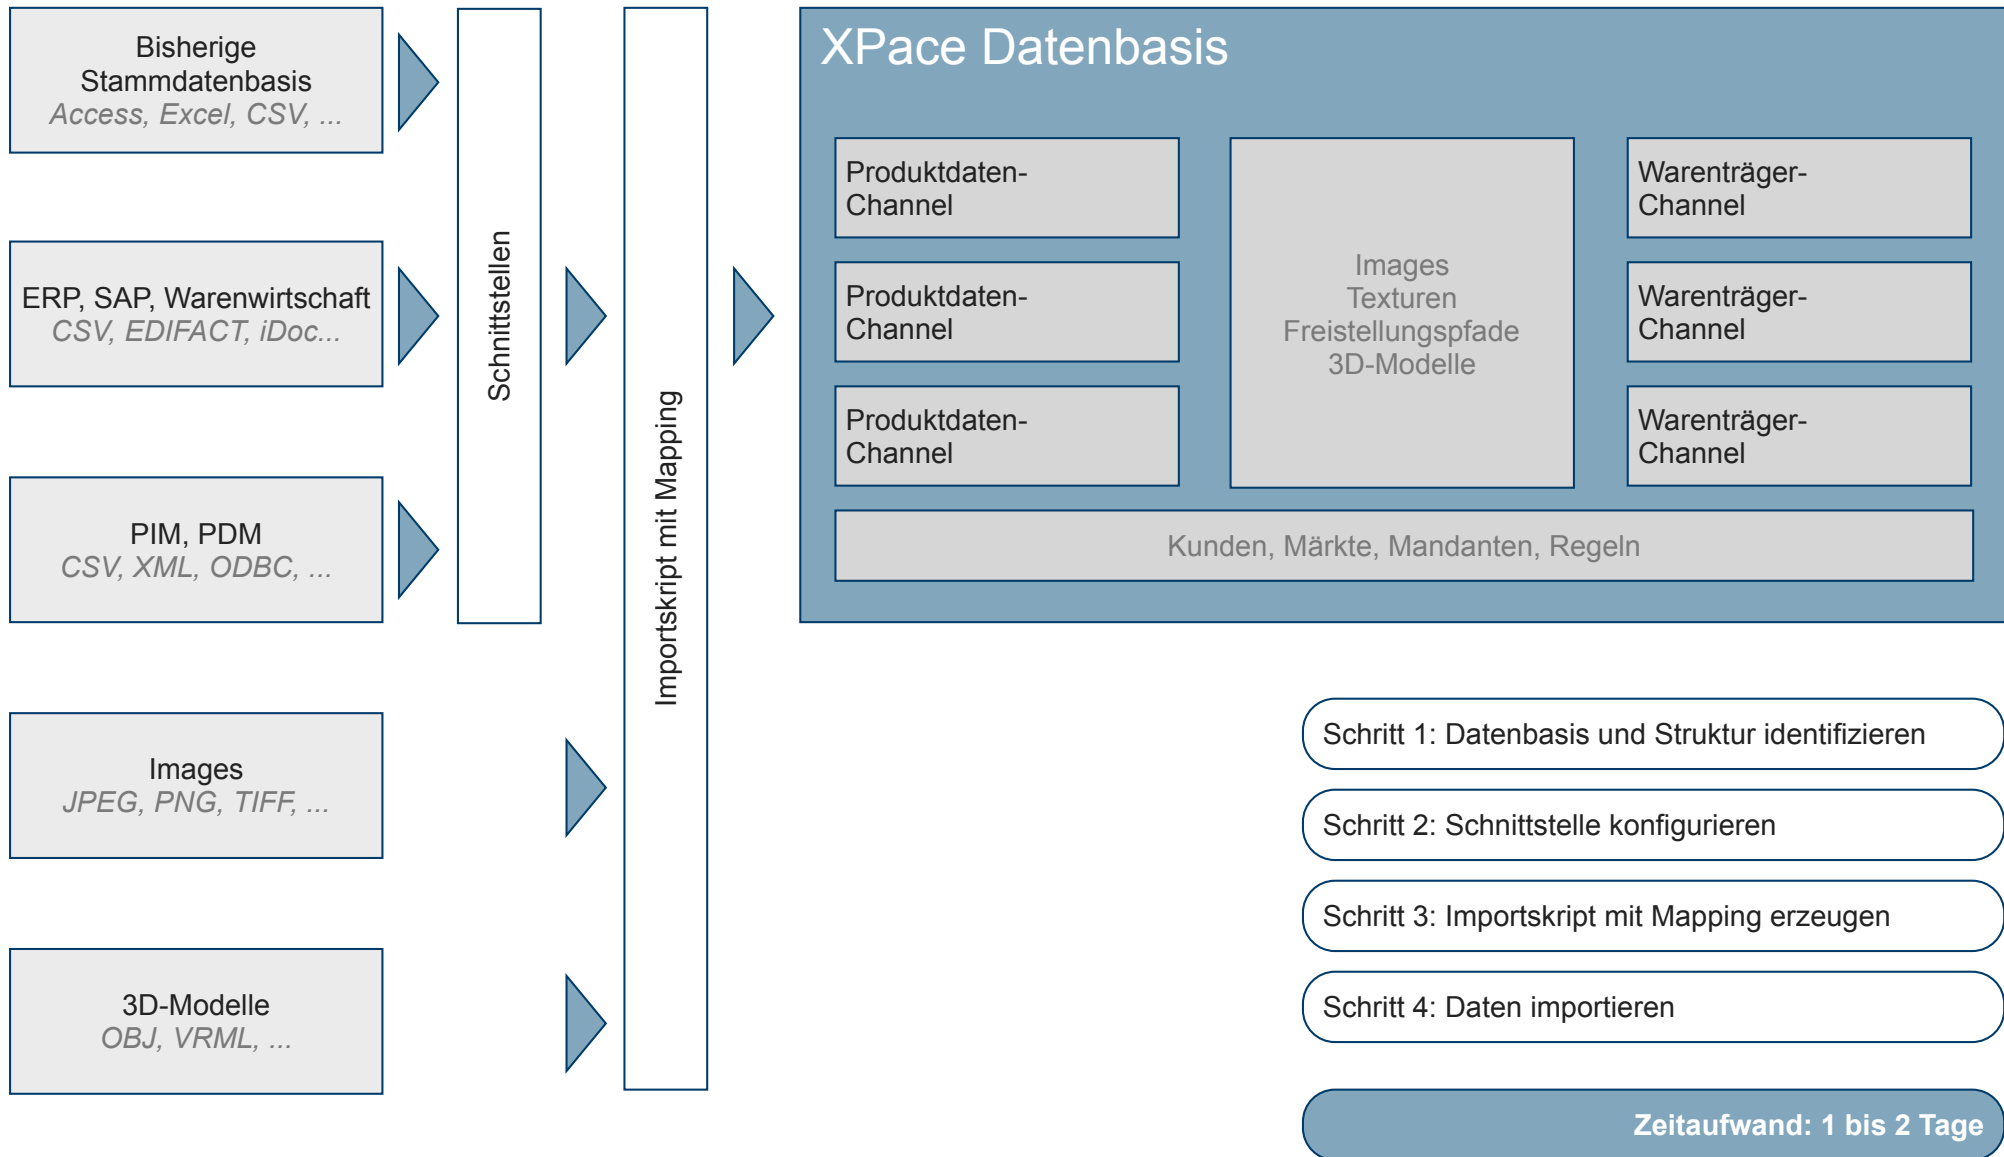 Bisherige
Stammdatenbasis
Access, Excel, CSV, ...
ERP, SAP, Warenwirtschaft
CSV, EDIFACT, iDoc...
PIM, PDM
CSV, XML, ODBC, ...
Images
JPEG, PNG, TIFF, ...
3D-Modelle
OBJ, VRML, ...
Schnittstellen
Importskript mit Mapping
XPace Datenbasis
Produktdaten-
Channel
Produktdaten-
Channel
Produktdaten-
Channel
Images
Texturen
Freistellungspfade
3D-Modelle
Warenträger-
Channel
Warenträger-
Channel
Warenträger-
Channel
Kunden, Märkte, Mandanten, Regeln
Schritt 1: Datenbasis und Struktur identifizieren
Schritt 2: Schnittstelle konfigurieren
Schritt 3: Importskript mit Mapping erzeugen
Schritt 4: Daten importieren
Zeitaufwand: 1 bis 2 Tage